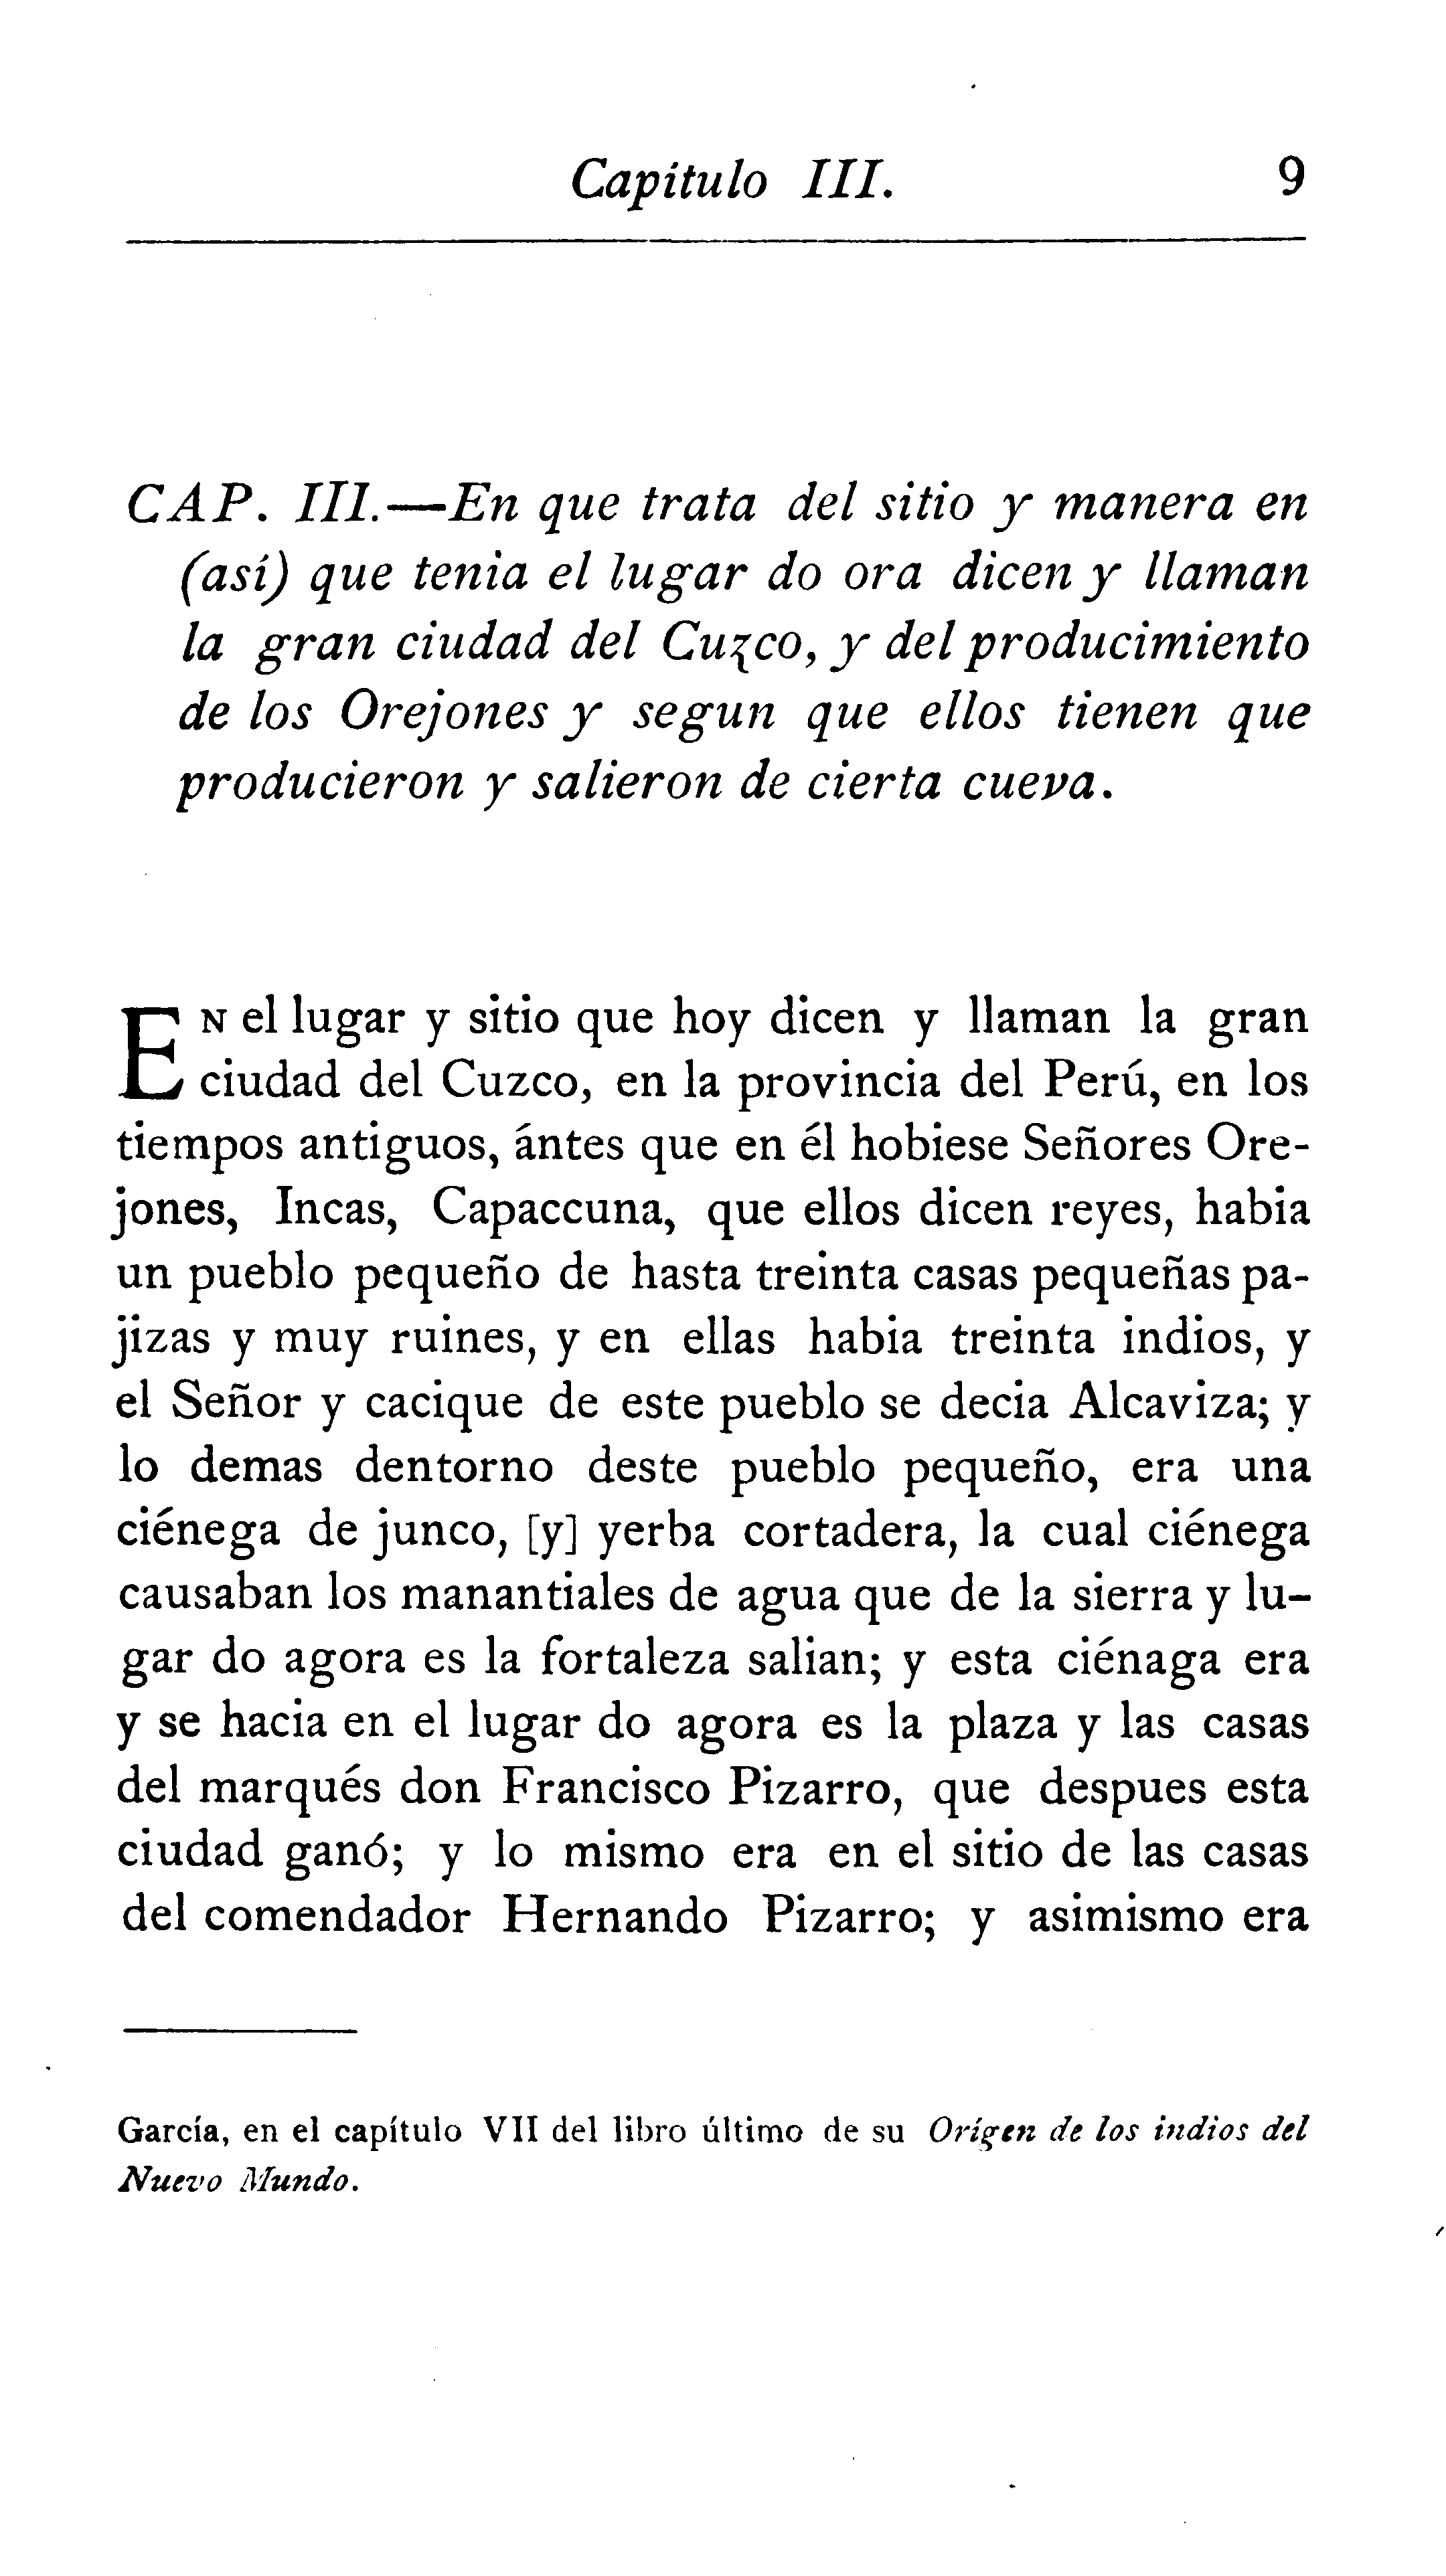 Capítulo III. 9
CAP. III.—En que trata del sitio y manera en
(así) que tenia el lugar do ora dicen y llaman
la gran ciudad del Cuzco, y del producimiento
de los Orejones y segun que ellos tienen que
producieron y salieron de cierta cueva.
EN el lugar y sitio que hoy dicen y llaman la gran
ciudad del Cuzco, en la provincia del Perú, en los
tiempos antiguos, ántes que en él hobiese Señores Ore-
jones, Incas, Capaccuna, que ellos dicen reyes, habia
un pueblo pequeño de hasta treinta casas pequeñas pa-
jizas y muy ruines, y en ellas habia treinta indios, y
el Señor y cacique de este pueblo se decia Alcaviza; y
lo demas dentorno deste pueblo pequeño, era una
ciénega de junco, [y] yerba cortadera, la cual ciénega
causaban los manantiales de agua que de la sierra y lu-
gar do agora es la fortaleza salian; y esta ciénaga era
y se hacia en el lugar do agora es la plaza y las casas
del marqués don Francisco Pizarro, que despues esta
ciudad ganó; y lo mismo era en el sitio de las casas
del comendador Hernando Pizarro; y asimismo era
García, en el capítulo VII del libro último de su Orígen de los indios del
Nuevo Mundo.